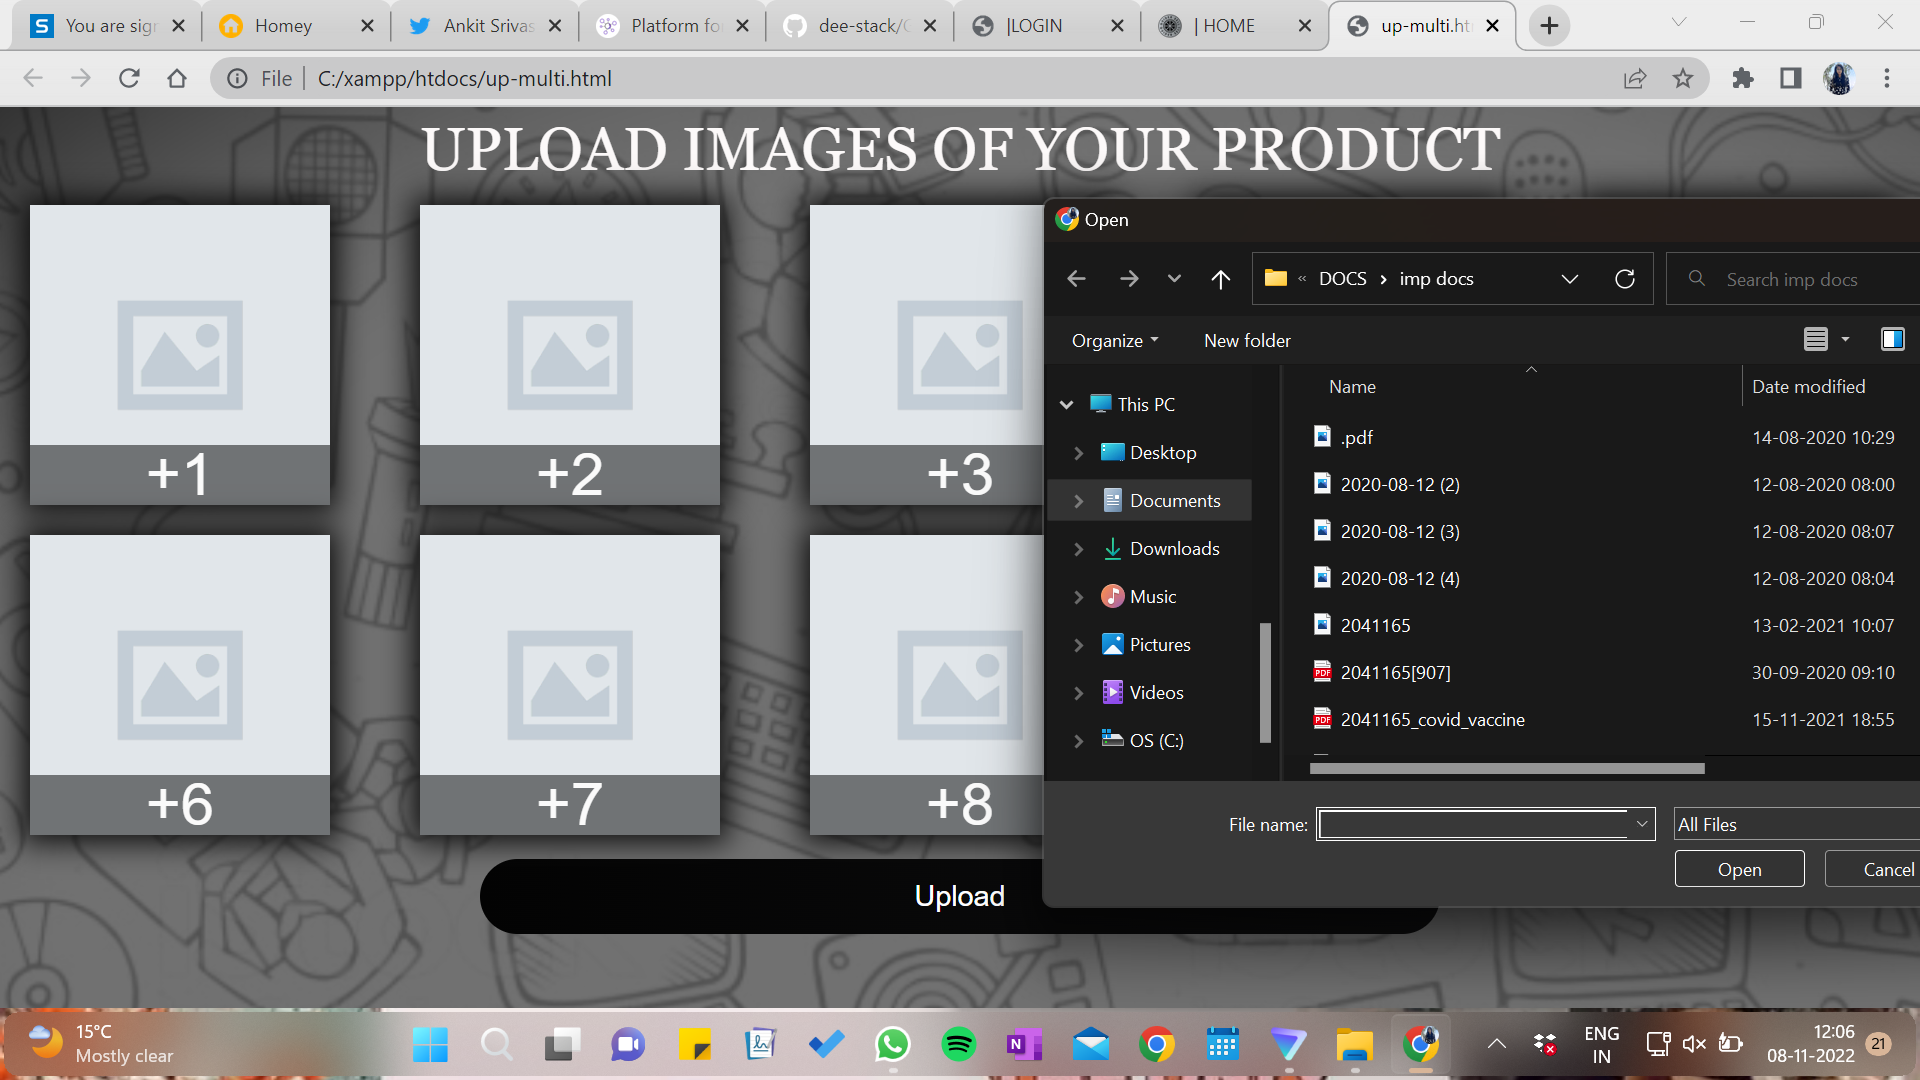 You are sig
Homey
Ankit Srivas
Platform fo
dee-stack/
|LOGIN
| HOME
up-multi.ht
File
C:/xampp/htdocs/up-multi.html
UPLOAD IMAGES OF YOUR PRODUCT
+1
+2
+3
+6
+7
+8
Upload
Open
« DOCS › imp docs
Search imp docs
Organize
New folder
This PC
Desktop
Documents
Downloads
Music
Pictures
Videos
OS (C:)
Name Date modified
.pdf 14-08-2020 10:29
2020-08-12 (2) 12-08-2020 08:00
2020-08-12 (3) 12-08-2020 08:07
2020-08-12 (4) 12-08-2020 08:04
2041165 13-02-2021 10:07
PDF 2041165[907] 30-09-2020 09:10
PDF 2041165_covid_vaccine 15-11-2021 18:55
File name:
All Files
Open
Cancel
15°C
Mostly clear
ENG
IN
12:06
08-11-2022
21